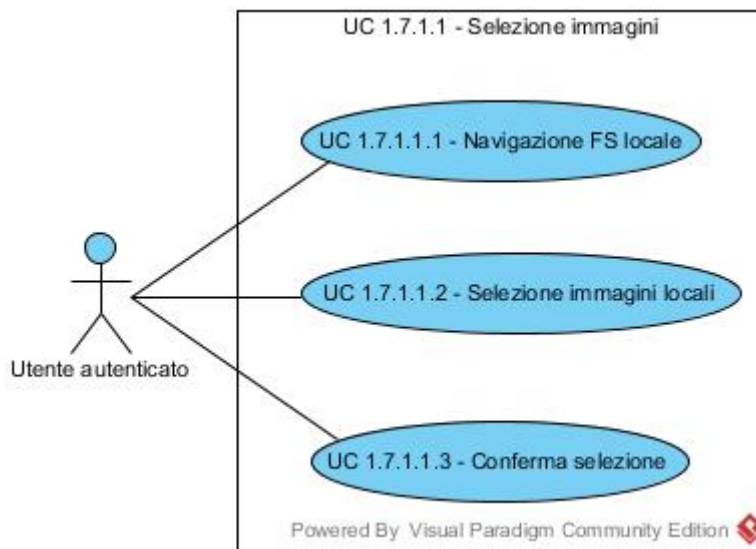 UC 1.7.1.1 - Selezione immagini
UC 1.7.1.1.1 - Navigazione FS locale
UC 1.7.1.1.2 - Selezione immagini locali
Utente autenticato
UC 1.7.1.1.3 - Conferma selezione
Powered By Visual Paradigm Community Edition